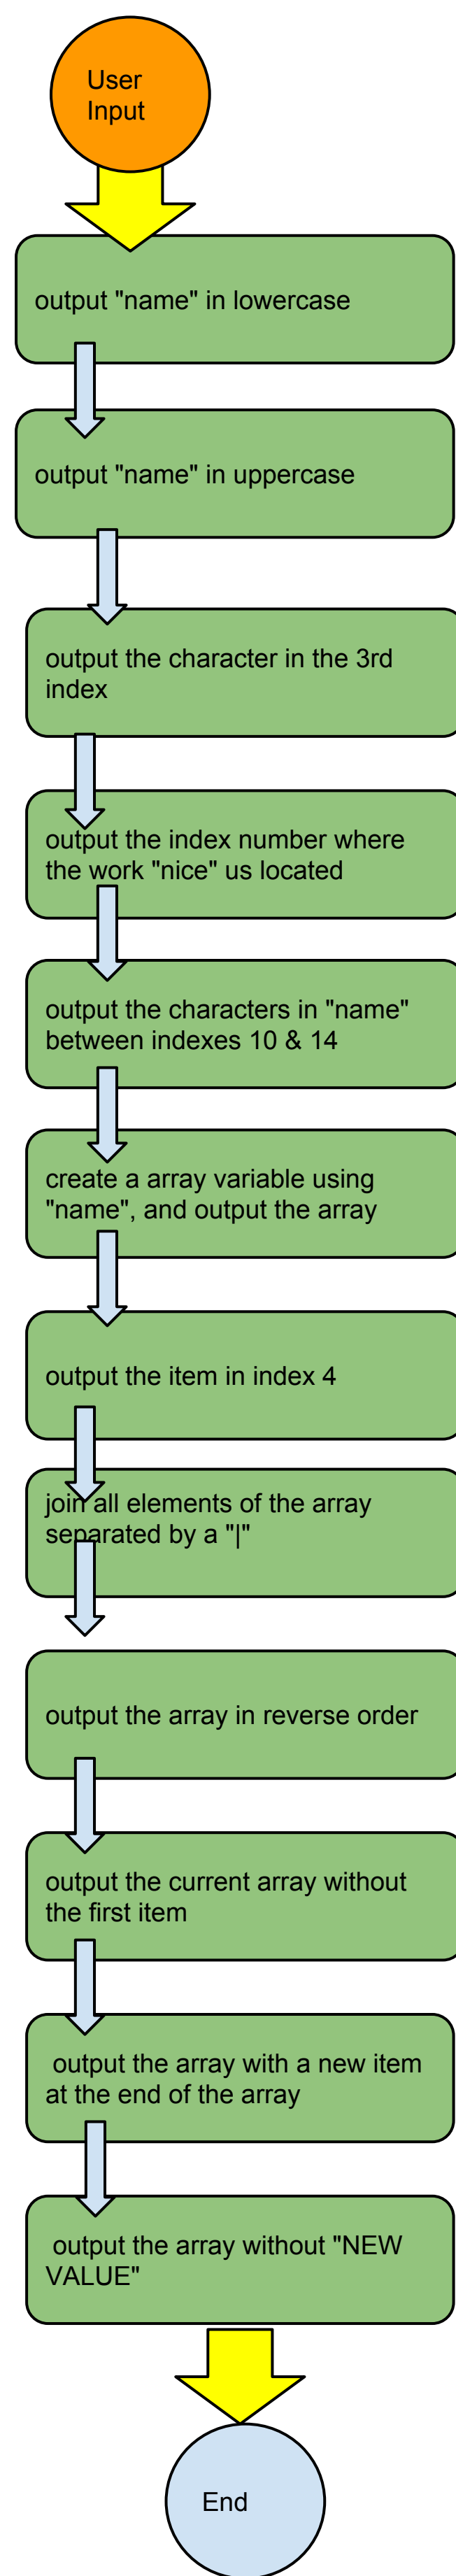 User
Input
output "name" in lowercase
output "name" in uppercase
output the character in the 3rd
index
output the index number where
the work "nice" us located
output the characters in "name"
between indexes 10 & 14
create a array variable using
"name", and output the array
output the item in index 4
join all elements of the array
separated by a "|"
output the array in reverse order
output the current array without
the first item
output the array with a new item
at the end of the array
output the array without "NEW
VALUE"
End